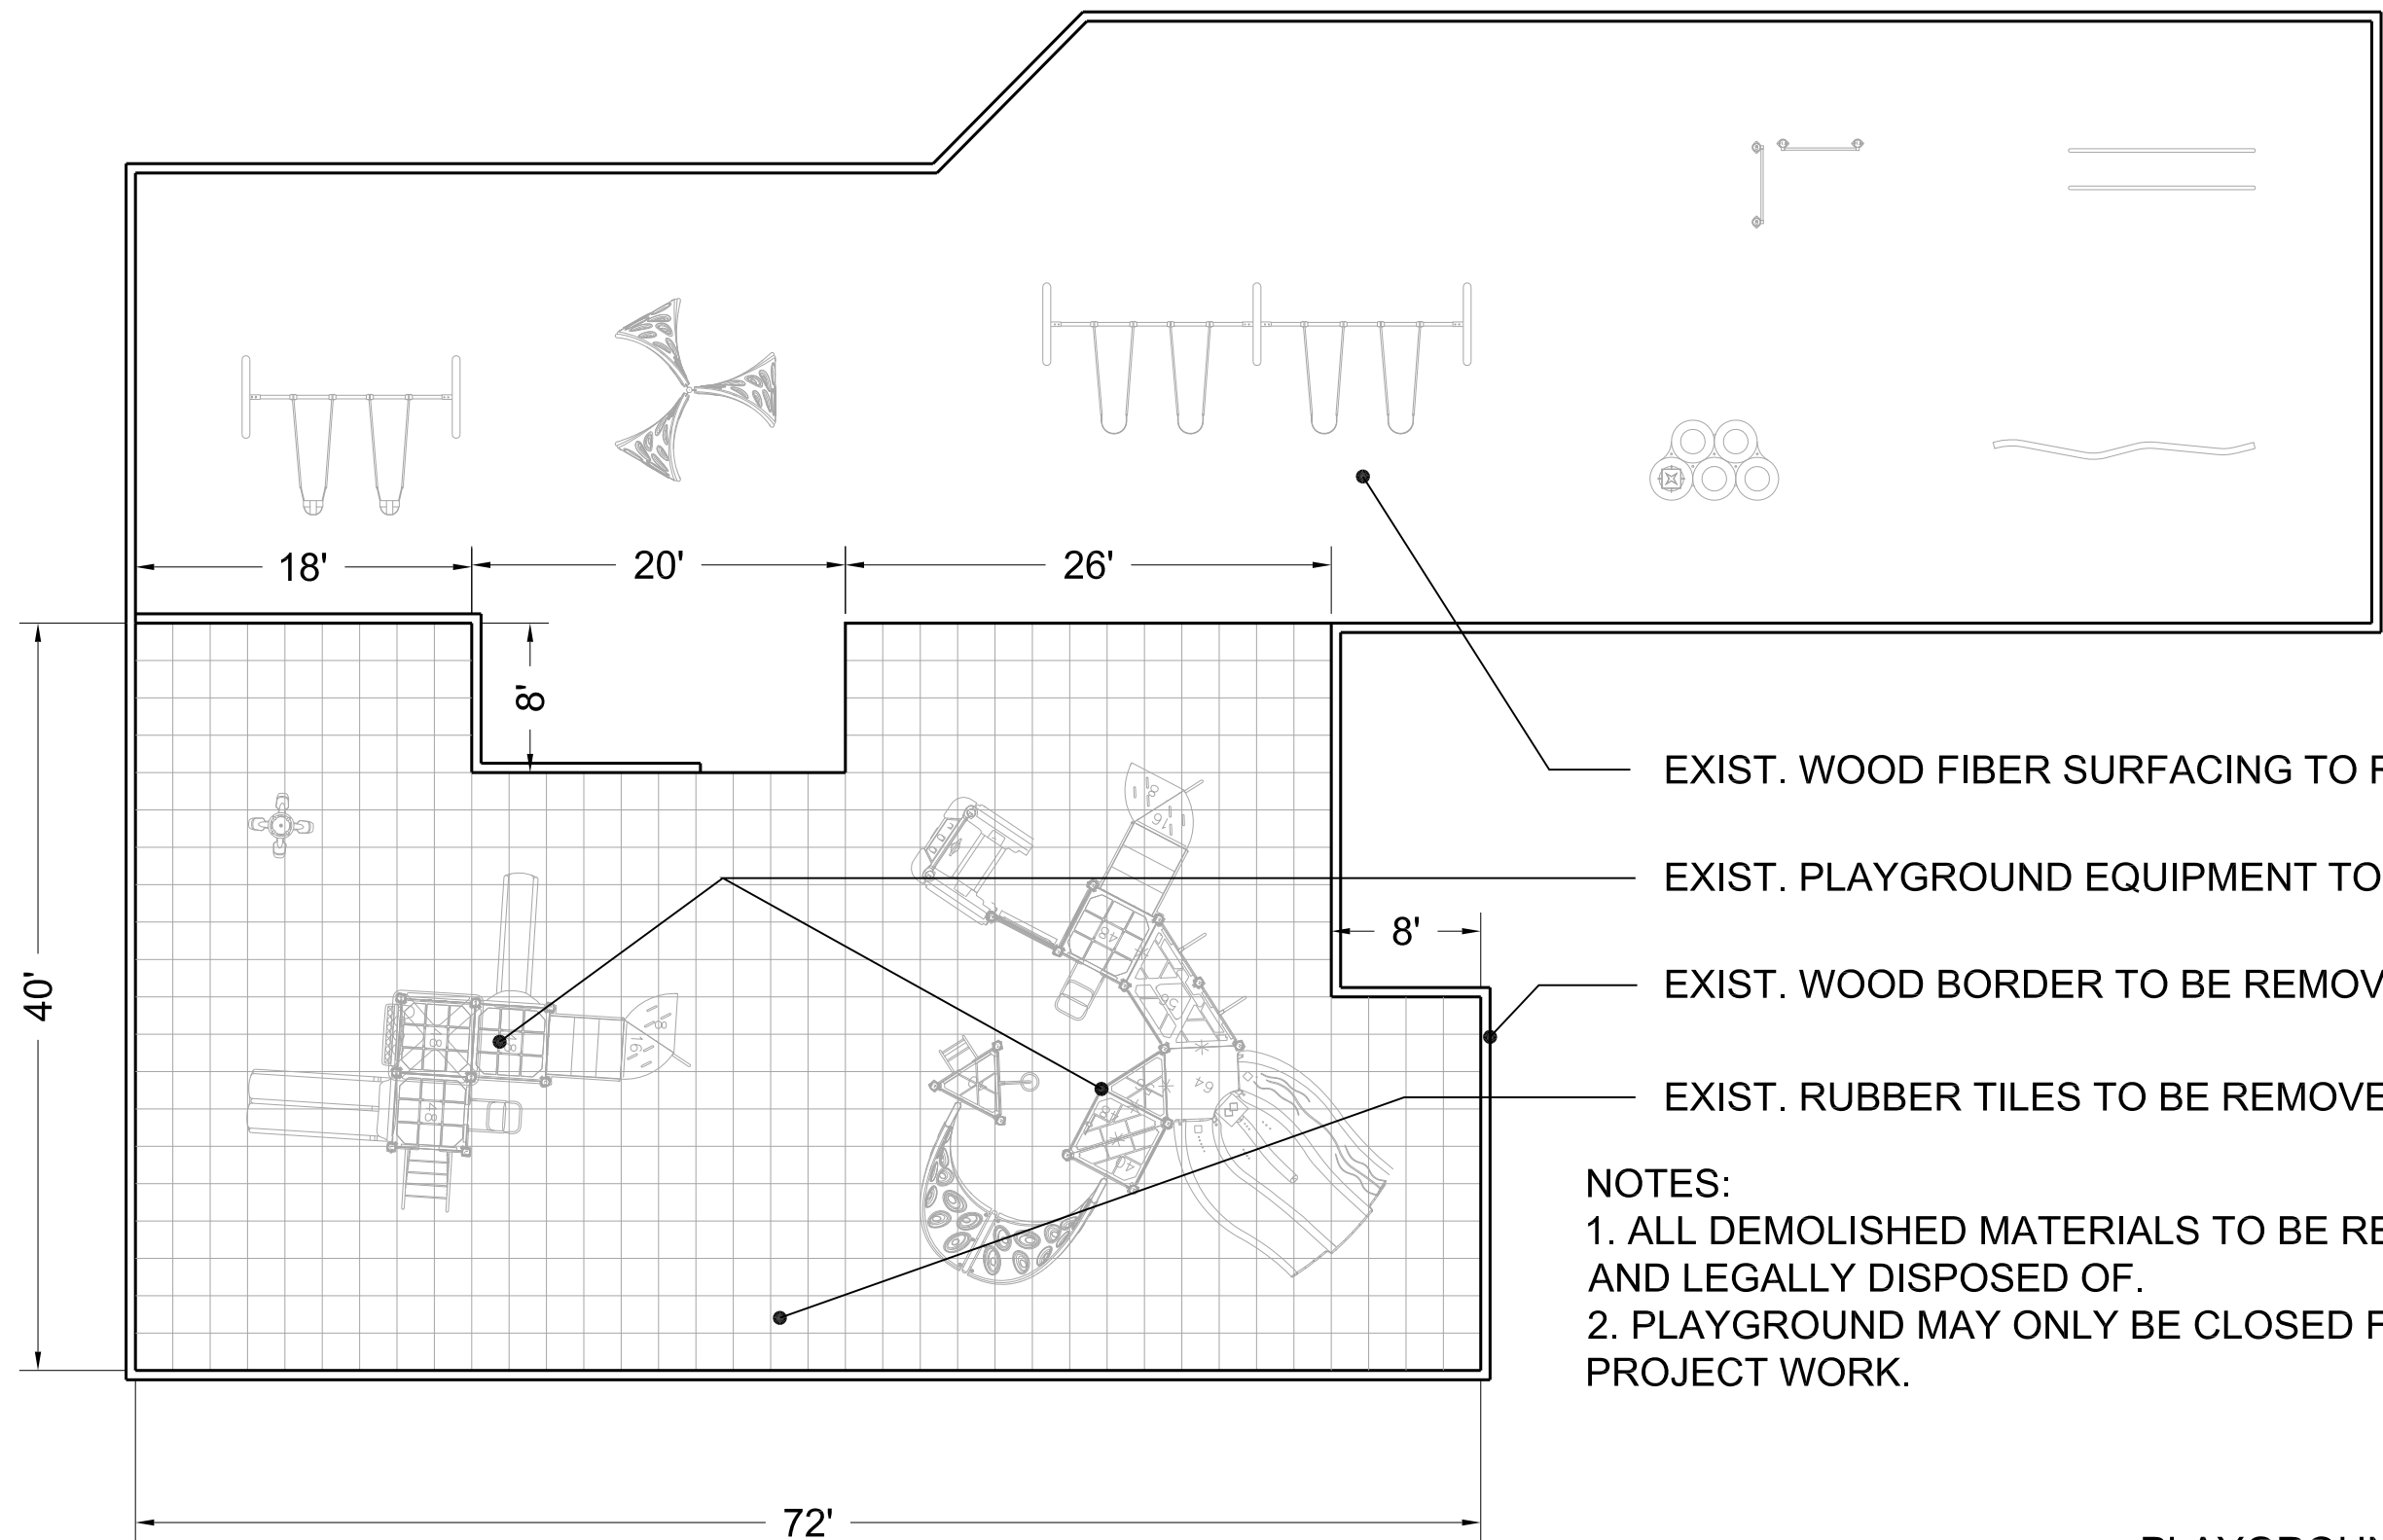 18'
20'
26'
8'
EXIST. WOOD FIBER SURFACING TO
EXIST. PLAYGROUND EQUIPMENT TO
8'
EXIST. WOOD BORDER TO BE
40'
EXIST. RUBBER TILES TO BE
NOTES:
1. ALL DEMOLISHED MATERIALS TO BE
AND LEGALLY DISPOSED OF.
2. PLAYGROUND MAY ONLY BE CLOSED
PROJECT WORK.
72'